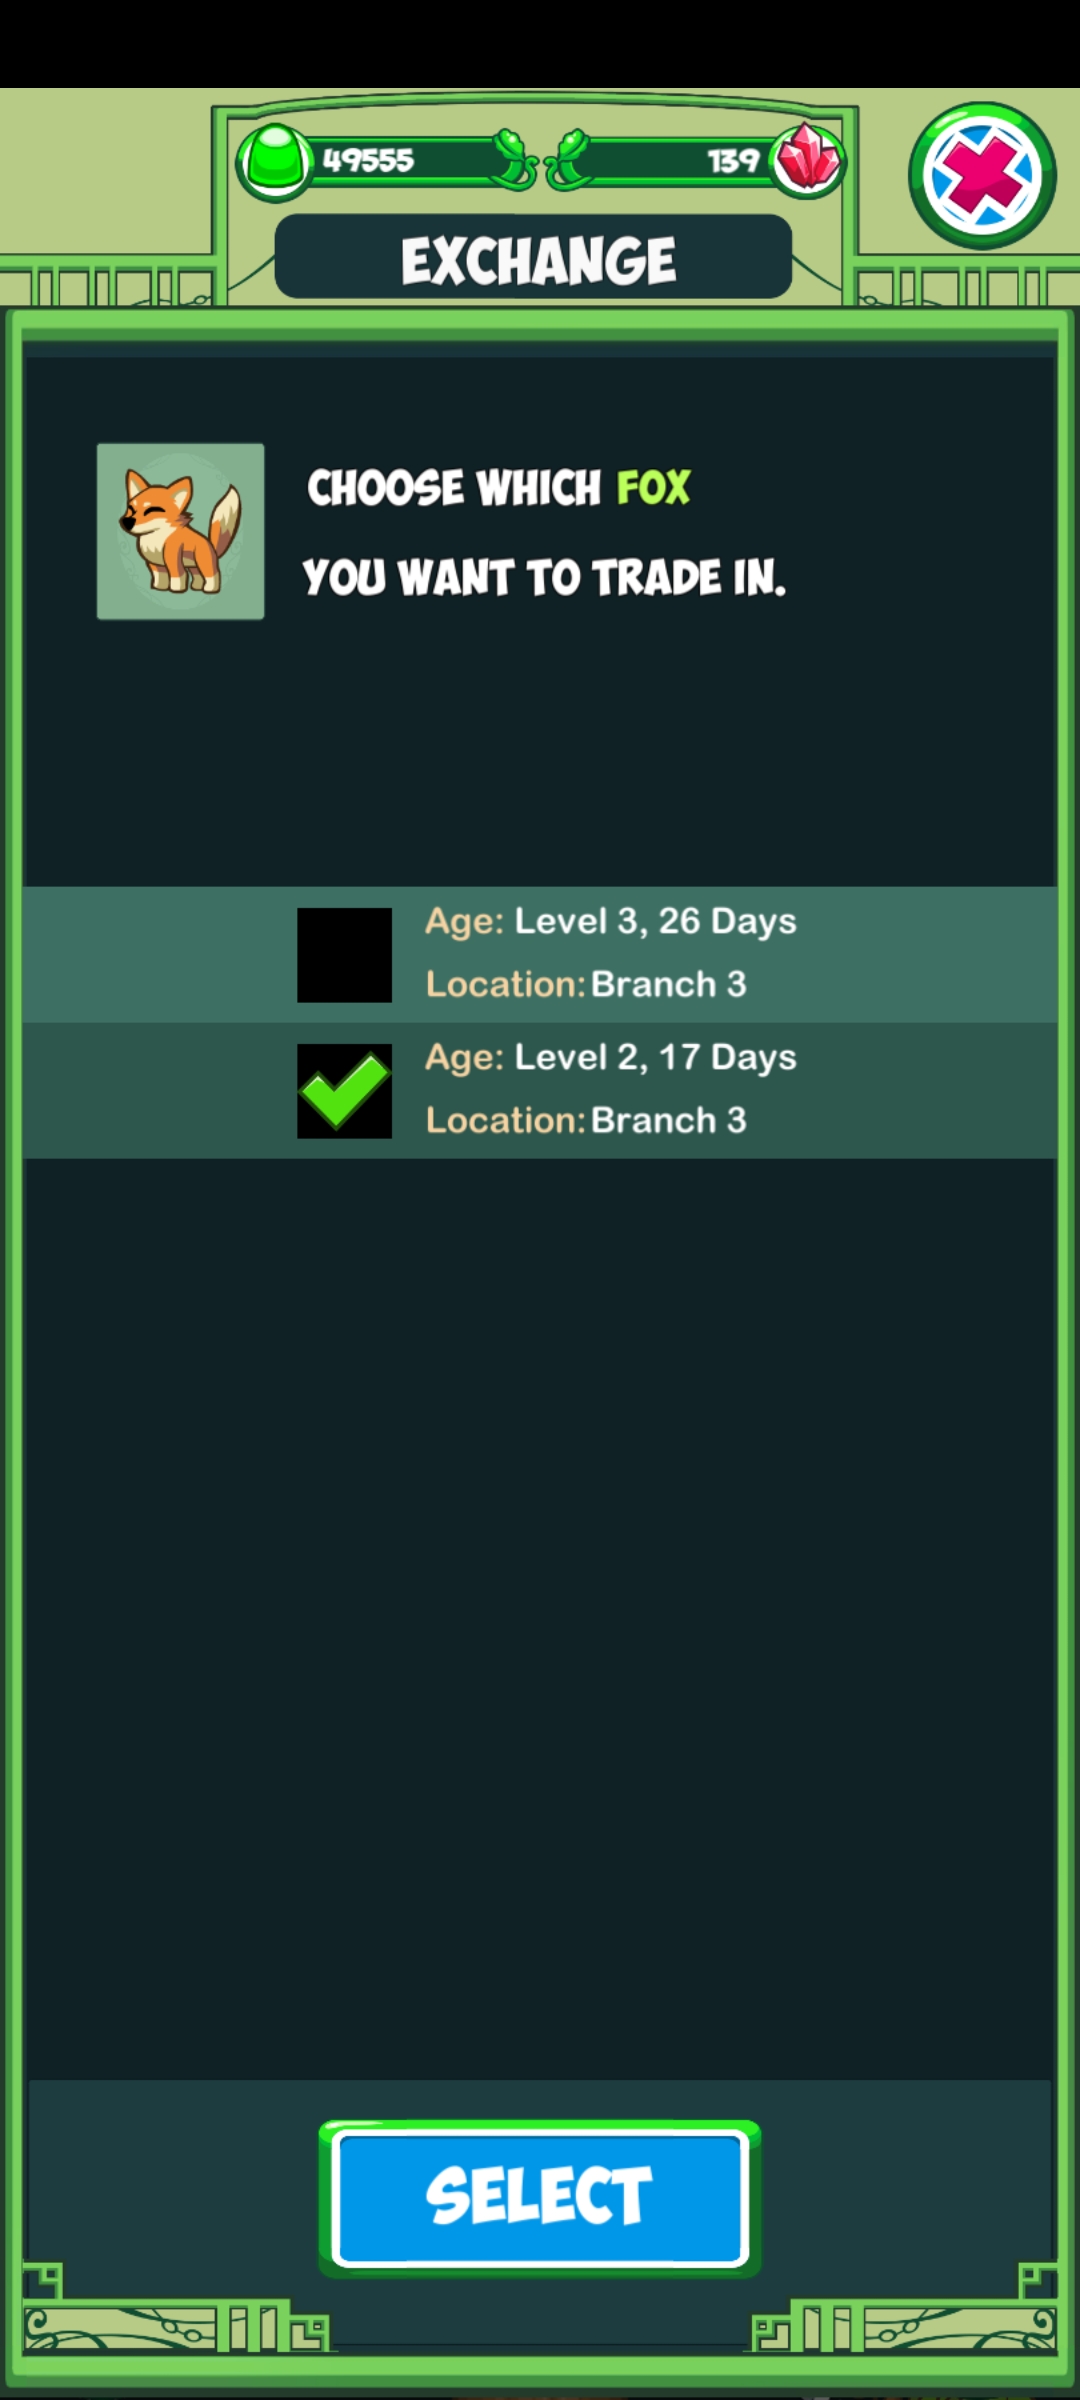 49555
139
EXCHANGE
CHOOSE WHICH FOX
YOU WANT TO TRADE IN.
Age: Level 3, 26 Days
Location: Branch 3
Age: Level 2, 17 Days
Location: Branch 3
SELECT